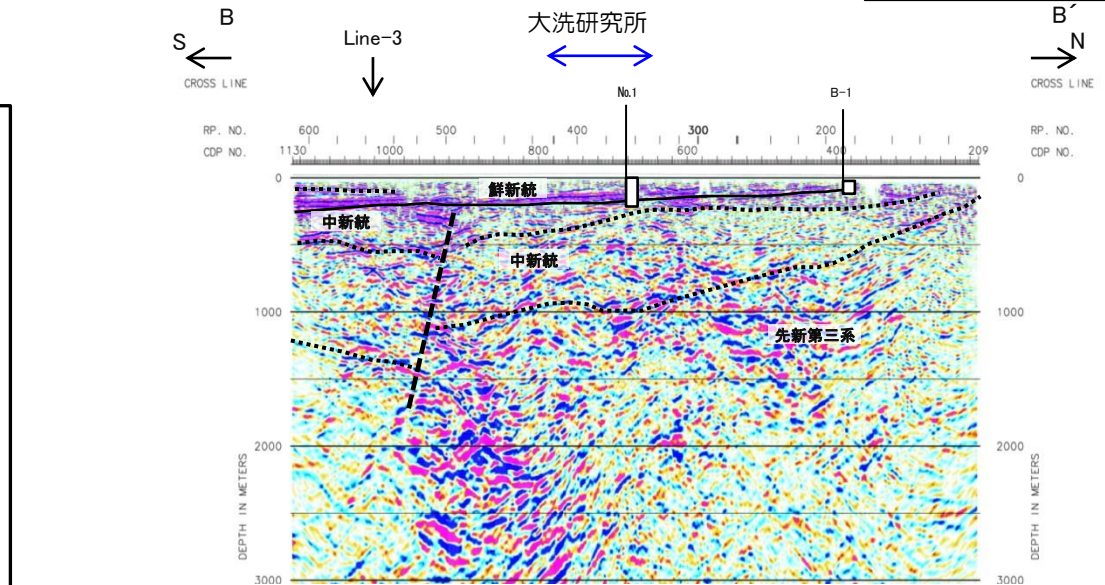 B 大洗研究所 B´
S Line-3 N
CROSS LINE CROSS LINE
№1 B-1
RP. NO. 600 500 400 300 200 RP. NO.
CDP NO. 1130 1000 800 600 400 209 CDP NO.
0 鮮新統 0
中新統
中新統
1000 1000
先新第三系
2000 2000
DEPTH IN METERS DEPTH IN METERS
3000 3000